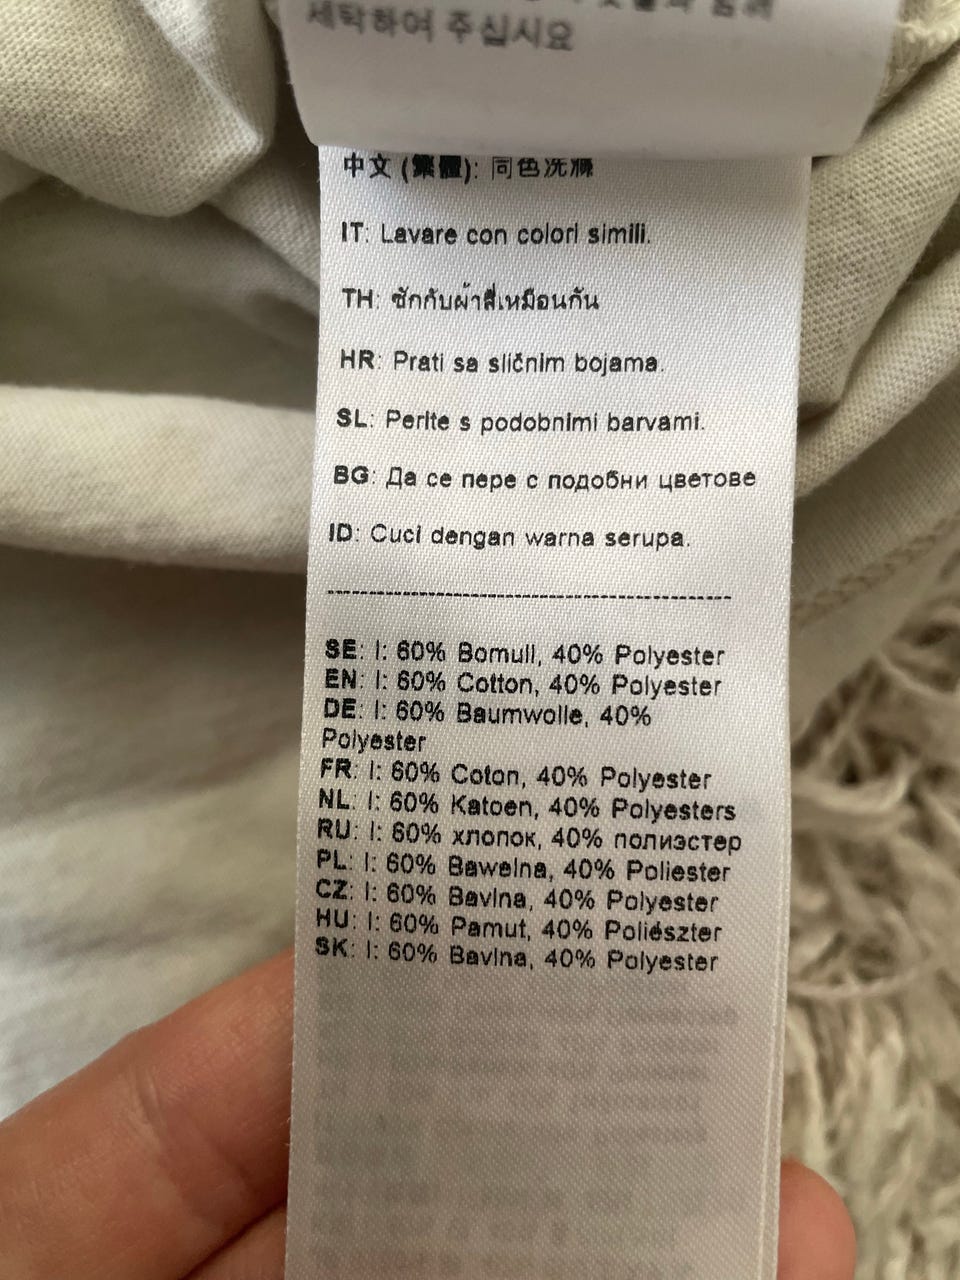 세탁하여 주십시오
中文 (繁體): 同色洗滌
IT: Lavare con colori simili.
TH: ซักกับผ้าสีเหมือนกัน
HR: Prati sa sličnim bojama.
SL: Perite s podobnimi barvami.
BG: Да се пере с подобни цветове
ID: Cuci dengan warna serupa.
SE: I: 60% Bomull, 40% Polyester
EN: I: 60% Cotton, 40% Polyester
DE: I: 60% Baumwolle, 40%
Polyester
FR: I: 60% Coton, 40% Polyester
NL: I: 60% Katoen, 40% Polyesters
RU: I: 60% хлопок, 40% полиэстер
PL: I: 60% Bawełna, 40% Poliester
CZ: I: 60% Bavlna, 40% Polyester
HU: I: 60% Pamut, 40% Poliészter
SK: I: 60% Bavlna, 40% Polyester